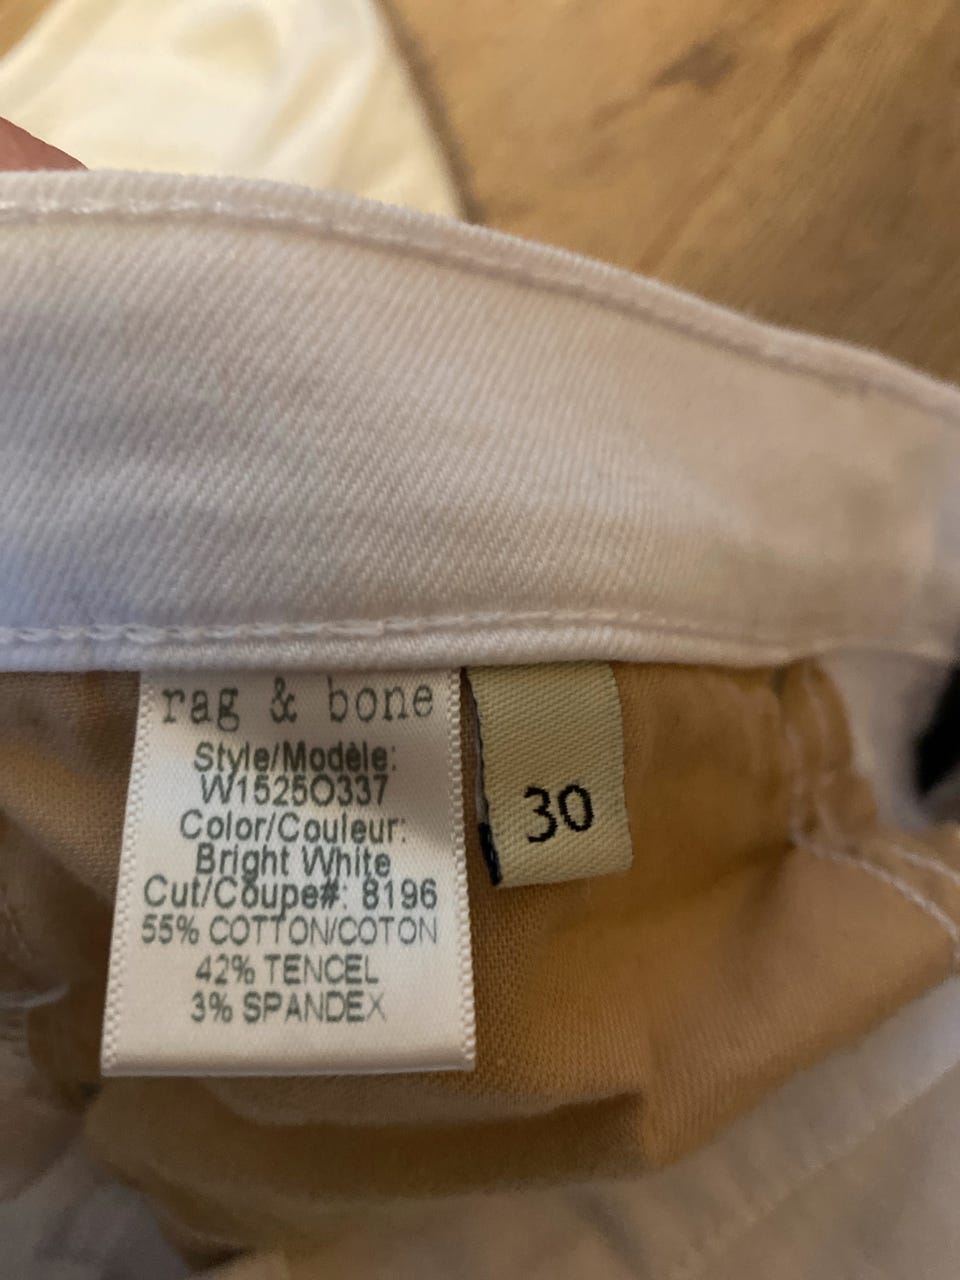 rag & bone
Style/Modèle:
W1525O337
Color/Couleur:
Bright White
Cut/Coupe#: 8196
55% COTTON/COTON
42% TENCEL
3% SPANDEX
30